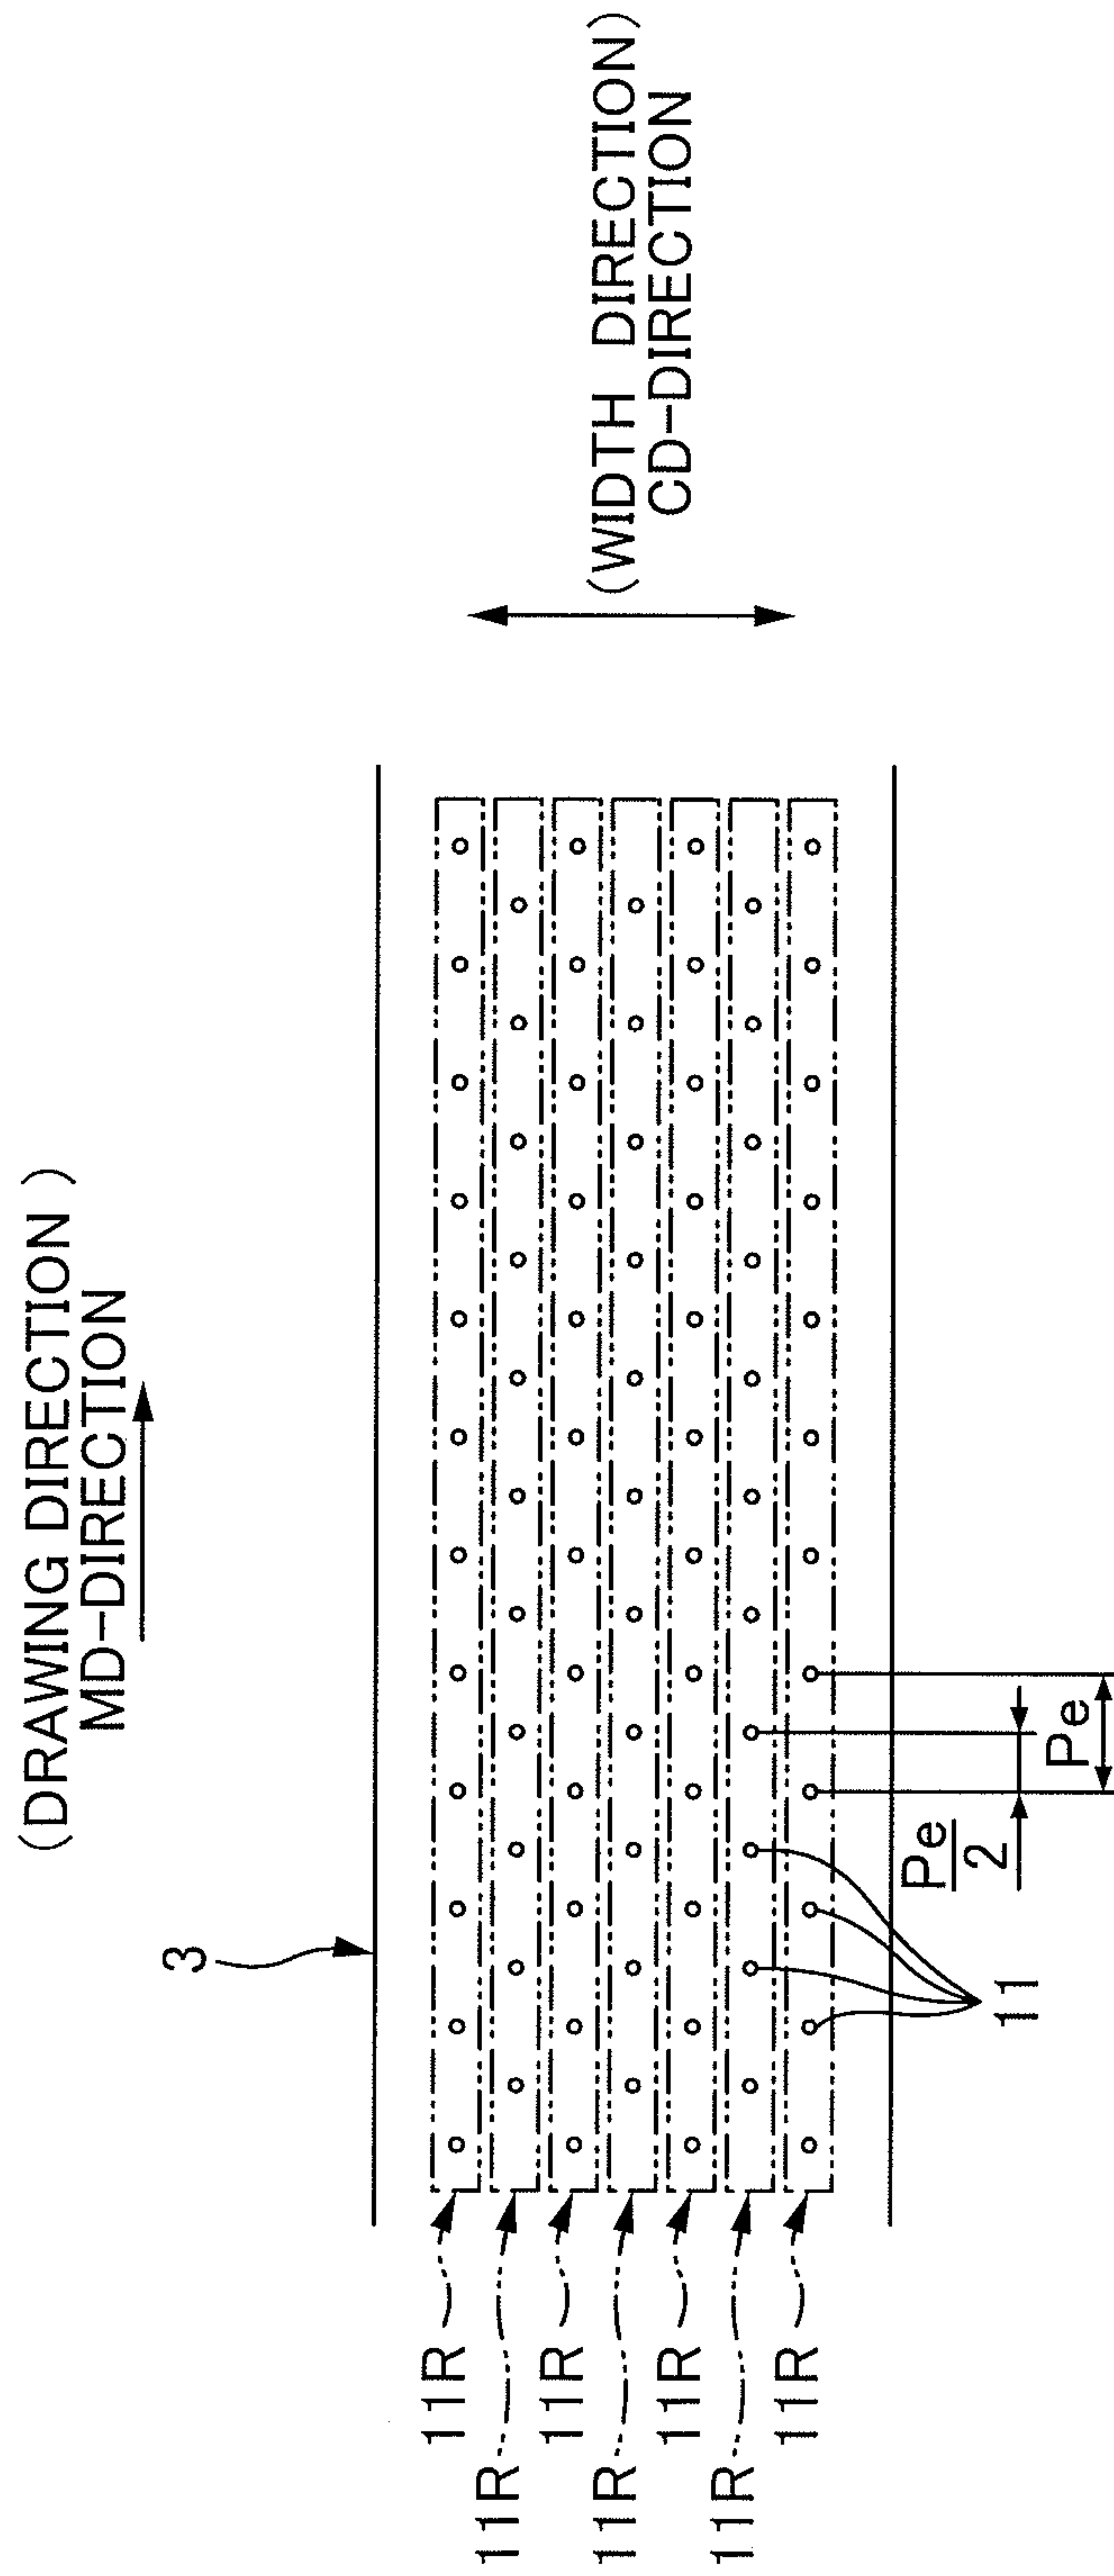 (DRAWING DIRECTION )
MD-DIRECTION
(WIDTH DIRECTION)
CD-DIRECTION
3
11R
11R
11R
11R
11R
11R
11R
11
Pe
2
Pe